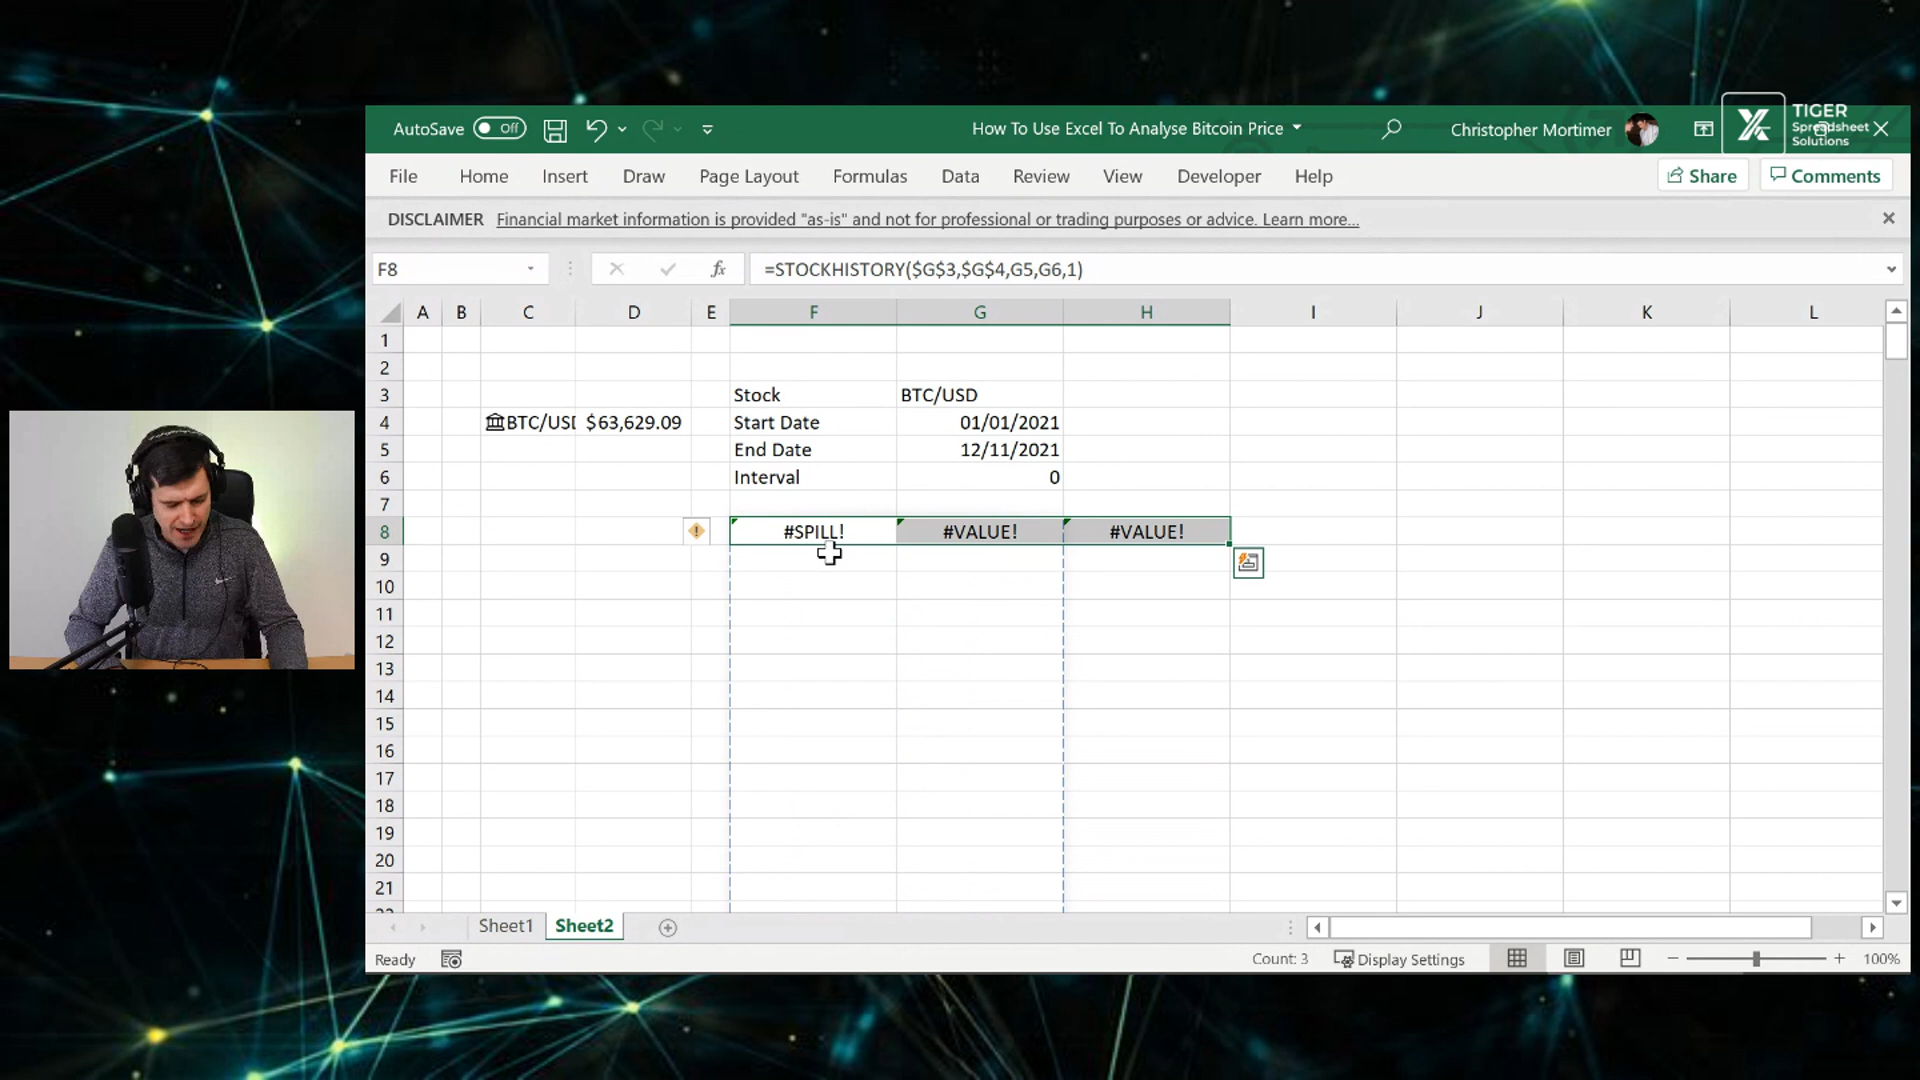 AutoSave Off
How To Use Excel To Analyse Bitcoin Price
Christopher Mortimer
TIGER
Spreadsheet
Solutions
File Home Insert Draw Page Layout Formulas Data Review View Developer Help
Share Comments
DISCLAIMER Financial market information is provided "as-is" and not for professional or trading purposes or advice. Learn more...
F8 fx =STOCKHISTORY($G$3,$G$4,G5,G6,1)
A B C D E F G H I J K L
1
2
3 Stock BTC/USD
4 BTC/USD $63,629.09 Start Date 01/01/2021
5 End Date 12/11/2021
6 Interval 0
7
8 #SPILL! #VALUE! #VALUE!
9
10
11
12
13
14
15
16
17
18
19
20
21
Sheet1 Sheet2
Ready Count: 3 Display Settings 100%